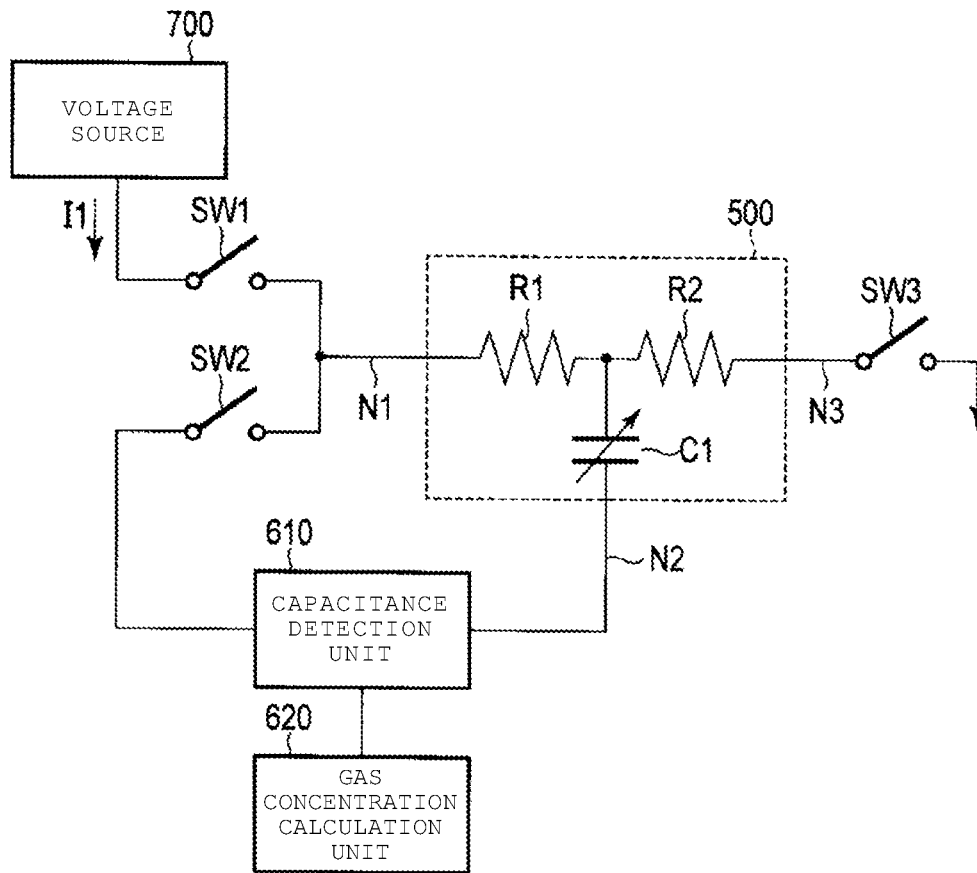 700
VOLTAGE
SOURCE
I1
SW1
500
R1
R2
SW3
SW2
N1
N3
C1
610
N2
CAPACITANCE
DETECTION
UNIT
620
GAS
CONCENTRATION
CALCULATION
UNIT